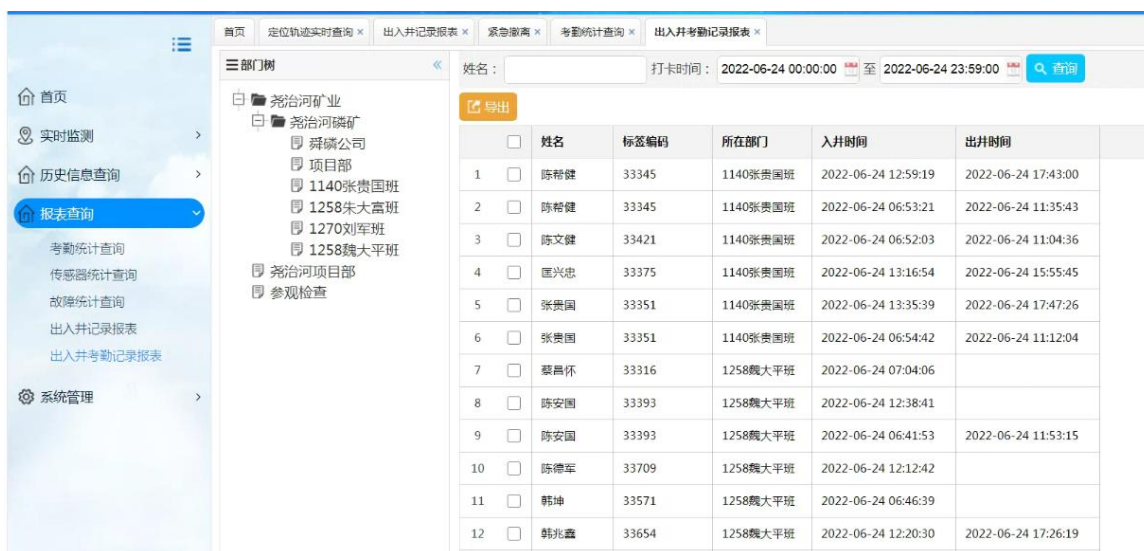 首页 定位轨迹实时查询 × 出入井记录报表 × 紧急撤离 × 考勤统计查询 × 出入井考勤记录报表 ×
首页
实时监测
历史信息查询
报表查询
考勤统计查询
传感器统计查询
故障统计查询
出入井记录报表
出入井考勤记录报表
系统管理
部门树
尧治河矿业
尧治河磷矿
舜磷公司
项目部
1140张贵国班
1258朱大富班
1270刘军班
1258魏大平班
尧治河项目部
参观检查
姓名： 打卡时间： 2022-06-24 00:00:00 至 2022-06-24 23:59:00 查询
导出
姓名 标签编码 所在部门 入井时间 出井时间
1 陈帮健 33345 1140张贵国班 2022-06-24 12:59:19 2022-06-24 17:43:00
2 陈帮健 33345 1140张贵国班 2022-06-24 06:53:21 2022-06-24 11:35:43
3 陈文健 33421 1140张贵国班 2022-06-24 06:52:03 2022-06-24 11:04:36
4 匡兴忠 33375 1140张贵国班 2022-06-24 13:16:54 2022-06-24 15:55:45
5 张贵国 33351 1140张贵国班 2022-06-24 13:35:39 2022-06-24 17:47:26
6 张贵国 33351 1140张贵国班 2022-06-24 06:54:42 2022-06-24 11:12:04
7 蔡昌怀 33316 1258魏大平班 2022-06-24 07:04:06
8 陈安国 33393 1258魏大平班 2022-06-24 12:38:41
9 陈安国 33393 1258魏大平班 2022-06-24 06:41:53 2022-06-24 11:53:15
10 陈德军 33709 1258魏大平班 2022-06-24 12:12:42
11 韩坤 33571 1258魏大平班 2022-06-24 06:46:39
12 韩兆鑫 33654 1258魏大平班 2022-06-24 12:20:30 2022-06-24 17:26:19